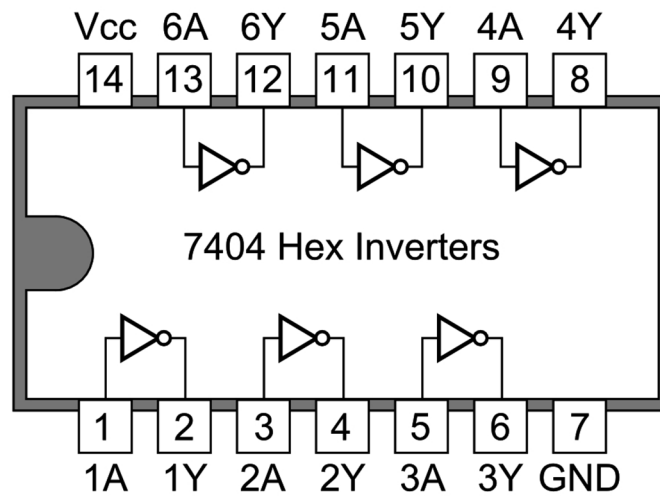 Vcc 6A 6Y 5A 5Y 4A 4Y
14 13 12 11 10 9 8
7404 Hex Inverters
1 2 3 4 5 6 7
1A 1Y 2A 2Y 3A 3Y GND